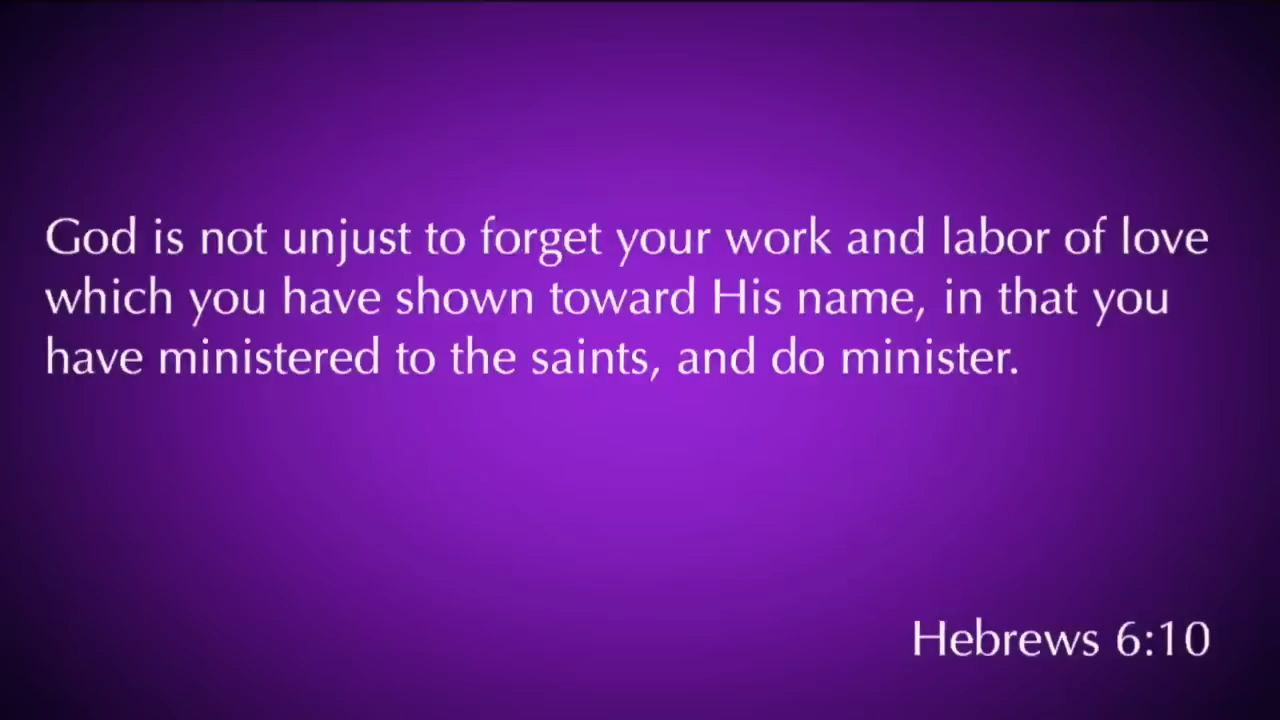 God is not unjust to forget your work and labor of love
which you have shown toward His name, in that you
have ministered to the saints, and do minister.
Hebrews 6:10